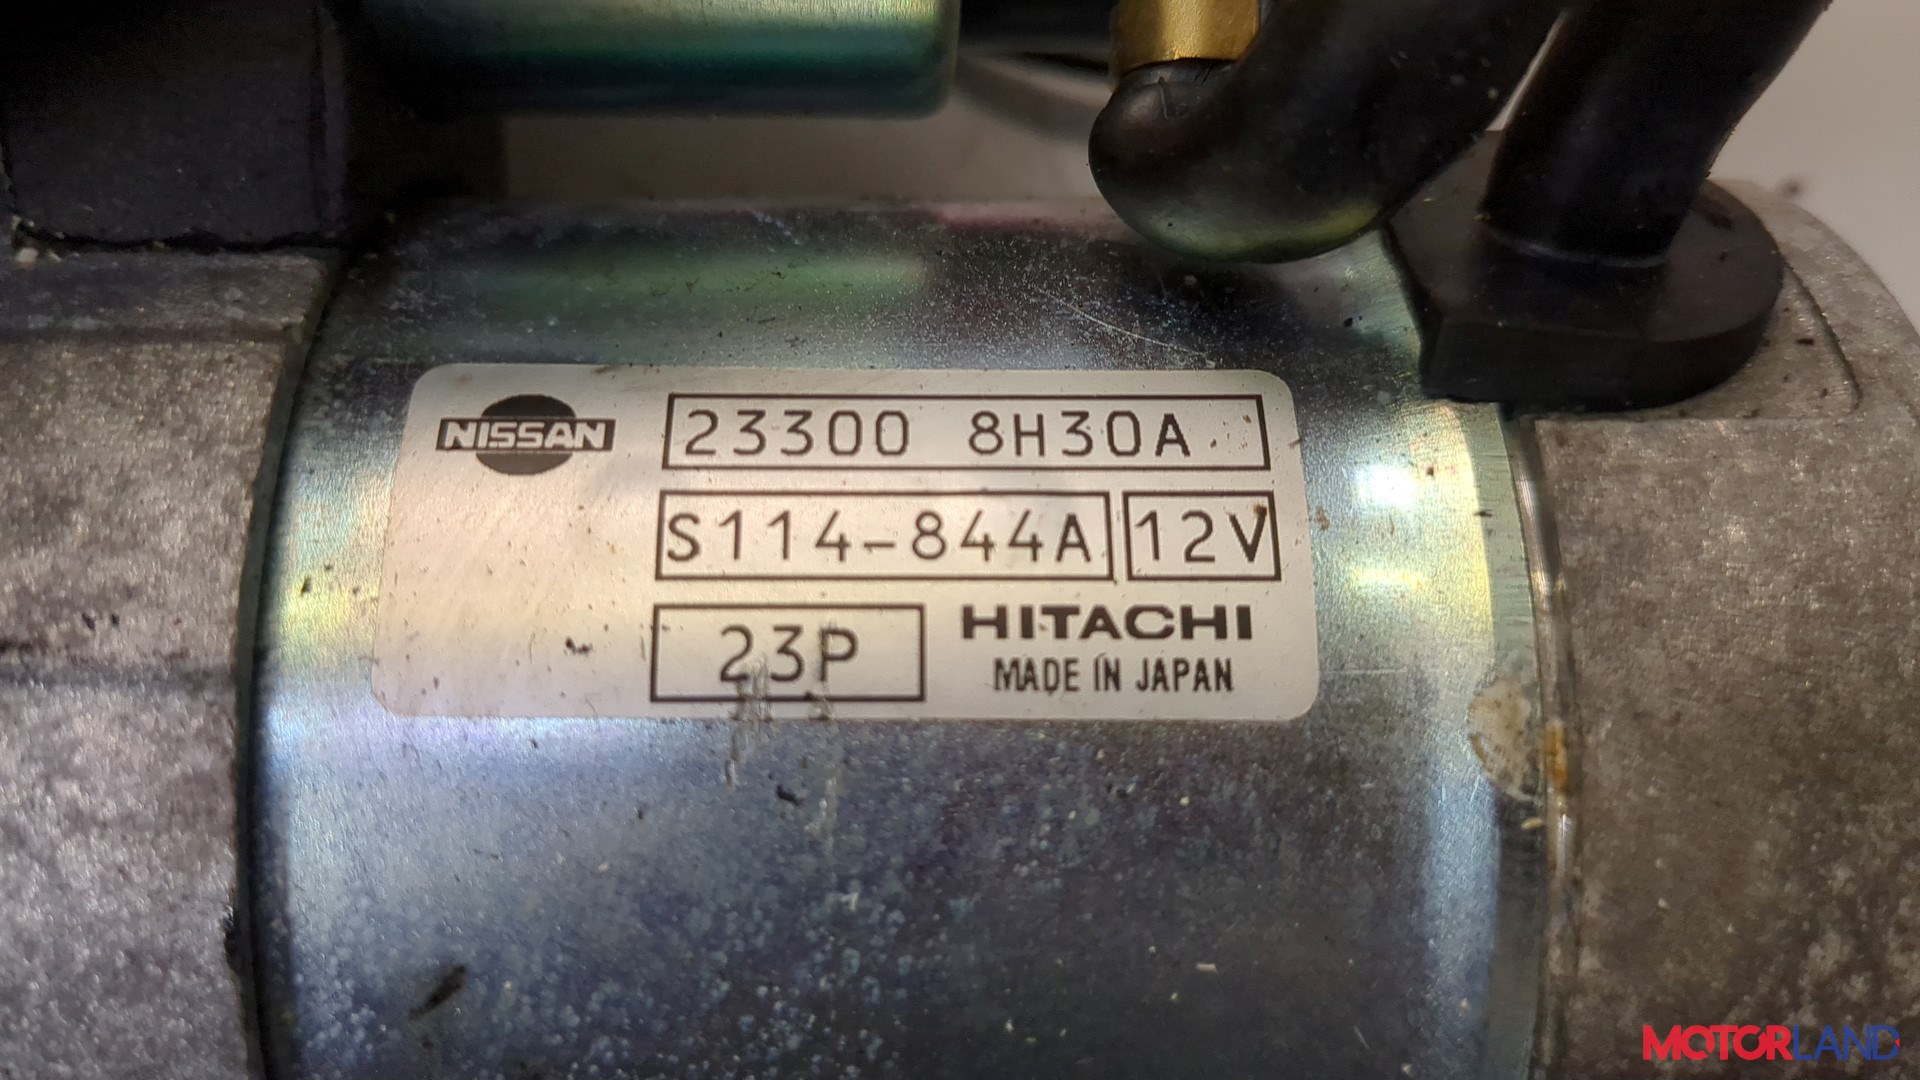 NISSAN 23300 8H30A
S114-844A 12V
23P HITACHI
MADE IN JAPAN
MOTORLAND